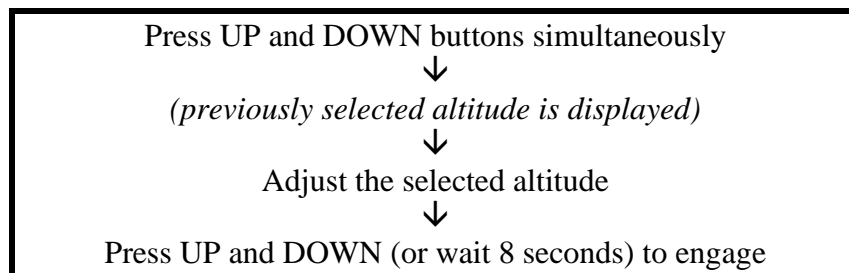 Press UP and DOWN buttons simultaneously
↓
(previously selected altitude is displayed)
↓
Adjust the selected altitude
↓
Press UP and DOWN (or wait 8 seconds) to engage